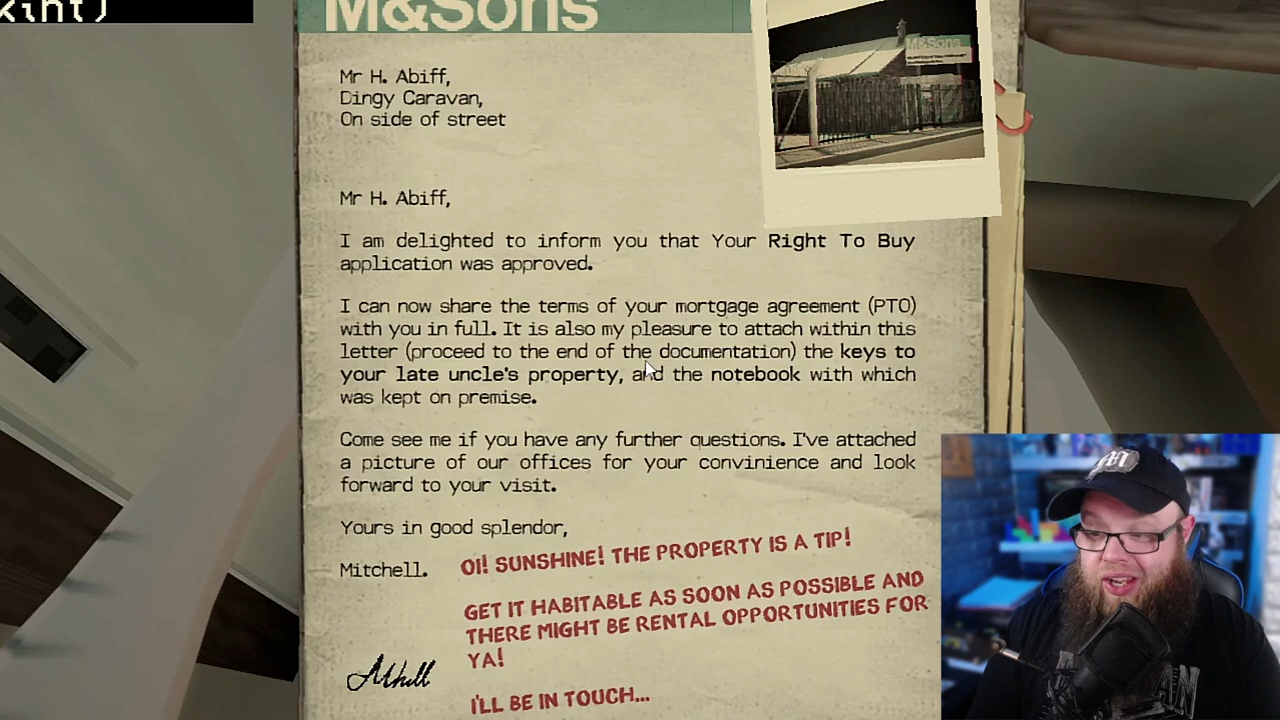 kint)
M&Sons
M&Sons
Mr H. Abiff,
Dingy Caravan,
On side of street
Mr H. Abiff,
I am delighted to inform you that Your Right To Buy
application was approved.
I can now share the terms of your mortgage agreement (PTO)
with you in full. It is also my pleasure to attach within this
letter (proceed to the end of the documentation) the keys to
your late uncle's property, and the notebook with which
was kept on premise.
Come see me if you have any further questions. I've attached
a picture of our offices for your convinience and look
forward to your visit.
Yours in good splendor,
Mitchell.
OI! SUNSHINE! THE PROPERTY IS A TIP!
GET IT HABITABLE AS SOON AS POSSIBLE AND
THERE MIGHT BE RENTAL OPPORTUNITIES FOR
YA!
I'LL BE IN TOUCH...